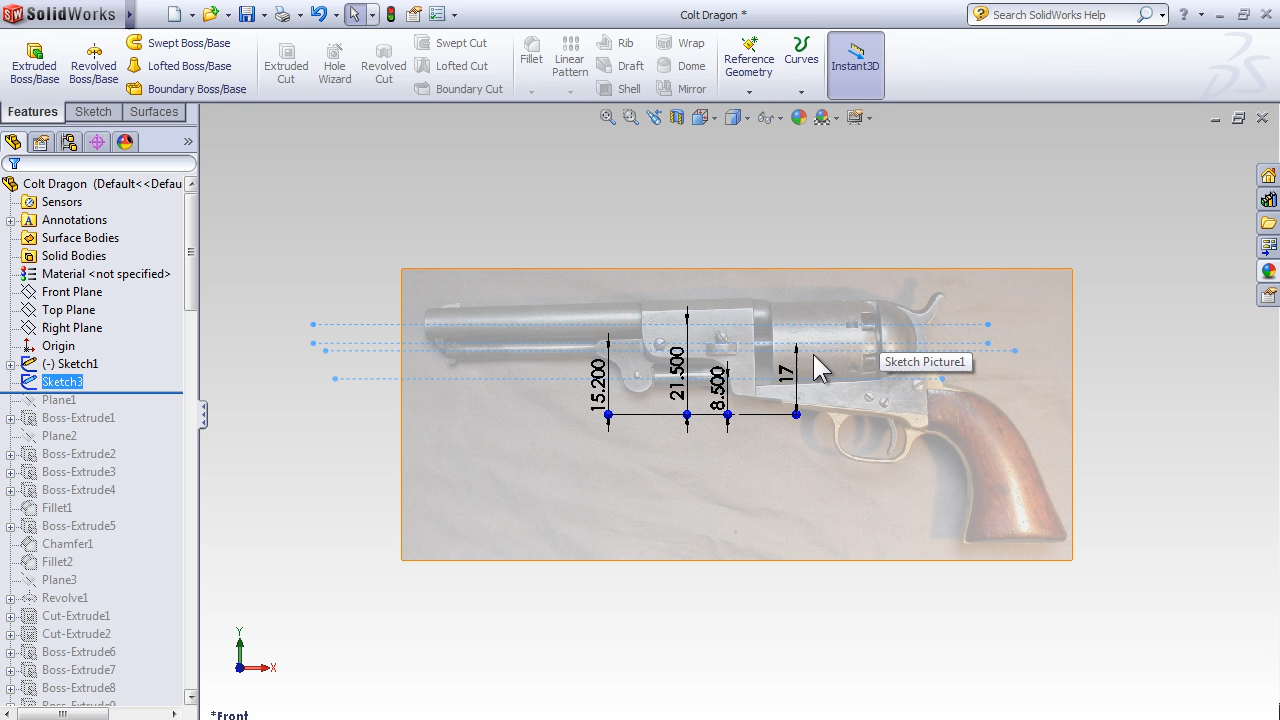 SolidWorks
Colt Dragon *
Search SolidWorks Help
Extruded Boss/Base
Revolved Boss/Base
Swept Boss/Base
Lofted Boss/Base
Boundary Boss/Base
Extruded Cut
Hole Wizard
Revolved Cut
Swept Cut
Lofted Cut
Boundary Cut
Fillet
Linear Pattern
Rib
Draft
Shell
Wrap
Dome
Mirror
Reference Geometry
Curves
Instant3D
Features
Sketch
Surfaces
Colt Dragon (Default<<Defau
Sensors
Annotations
Surface Bodies
Solid Bodies
Material <not specified>
Front Plane
Top Plane
Right Plane
Origin
(-) Sketch1
Sketch3
Plane1
Boss-Extrude1
Plane2
Boss-Extrude2
Boss-Extrude3
Boss-Extrude4
Fillet1
Boss-Extrude5
Chamfer1
Fillet2
Plane3
Revolve1
Cut-Extrude1
Cut-Extrude2
Boss-Extrude6
Boss-Extrude7
Boss-Extrude8
Boss-Extrude9
15.200
21.500
8.500
17
Sketch Picture1
Y
X
*Front